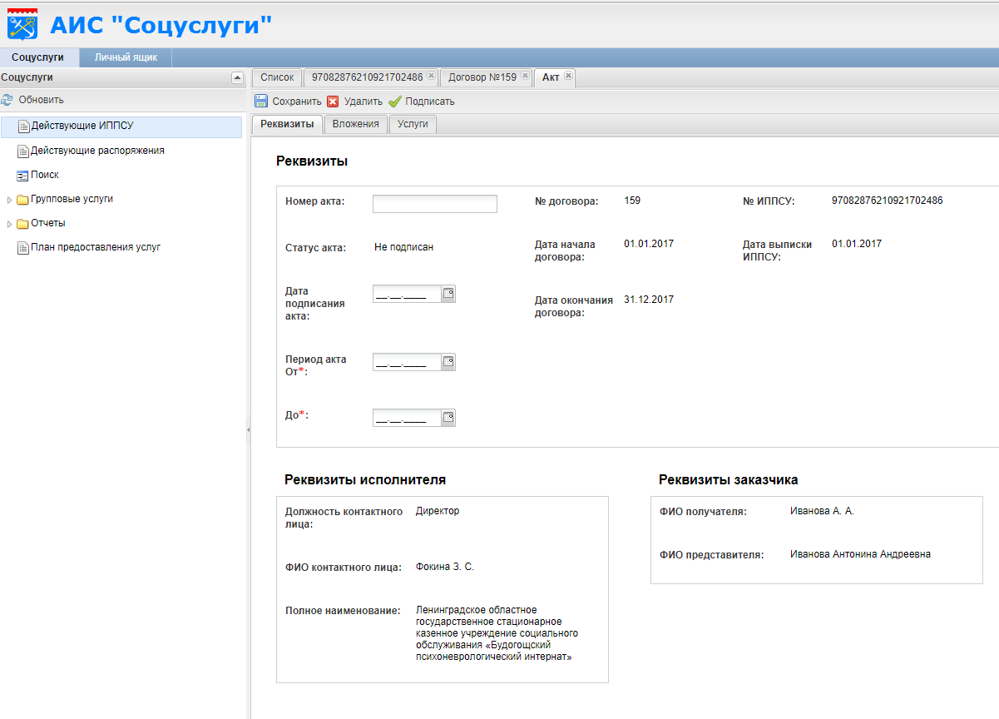 АИС "Соцуслуги"
Соцуслуги Личный ящик
Соцуслуги
Обновить
Действующие ИППСУ
Действующие распоряжения
Поиск
Групповые услуги
Отчеты
План предоставления услуг
Список 97082876210921702486 Договор №159 Акт
Сохранить Удалить Подписать
Реквизиты Вложения Услуги
Реквизиты
Номер акта: № договора: 159 № ИППСУ: 97082876210921702486
Статус акта: Не подписан Дата начала договора: 01.01.2017 Дата выписки ИППСУ: 01.01.2017
Дата
подписания
акта:
__.__.____
Дата окончания
договора:
31.12.2017
Период акта
От*:
__.__.____
До*: __.__.____
Реквизиты исполнителя
Должность контактного
лица:
Директор
ФИО контактного лица: Фокина З. С.
Полное наименование: Ленинградское областное
государственное стационарное
казенное учреждение социального
обслуживания «Будогощский
психоневрологический интернат»
Реквизиты заказчика
ФИО получателя: Иванова А. А.
ФИО представителя: Иванова Антонина Андреевна